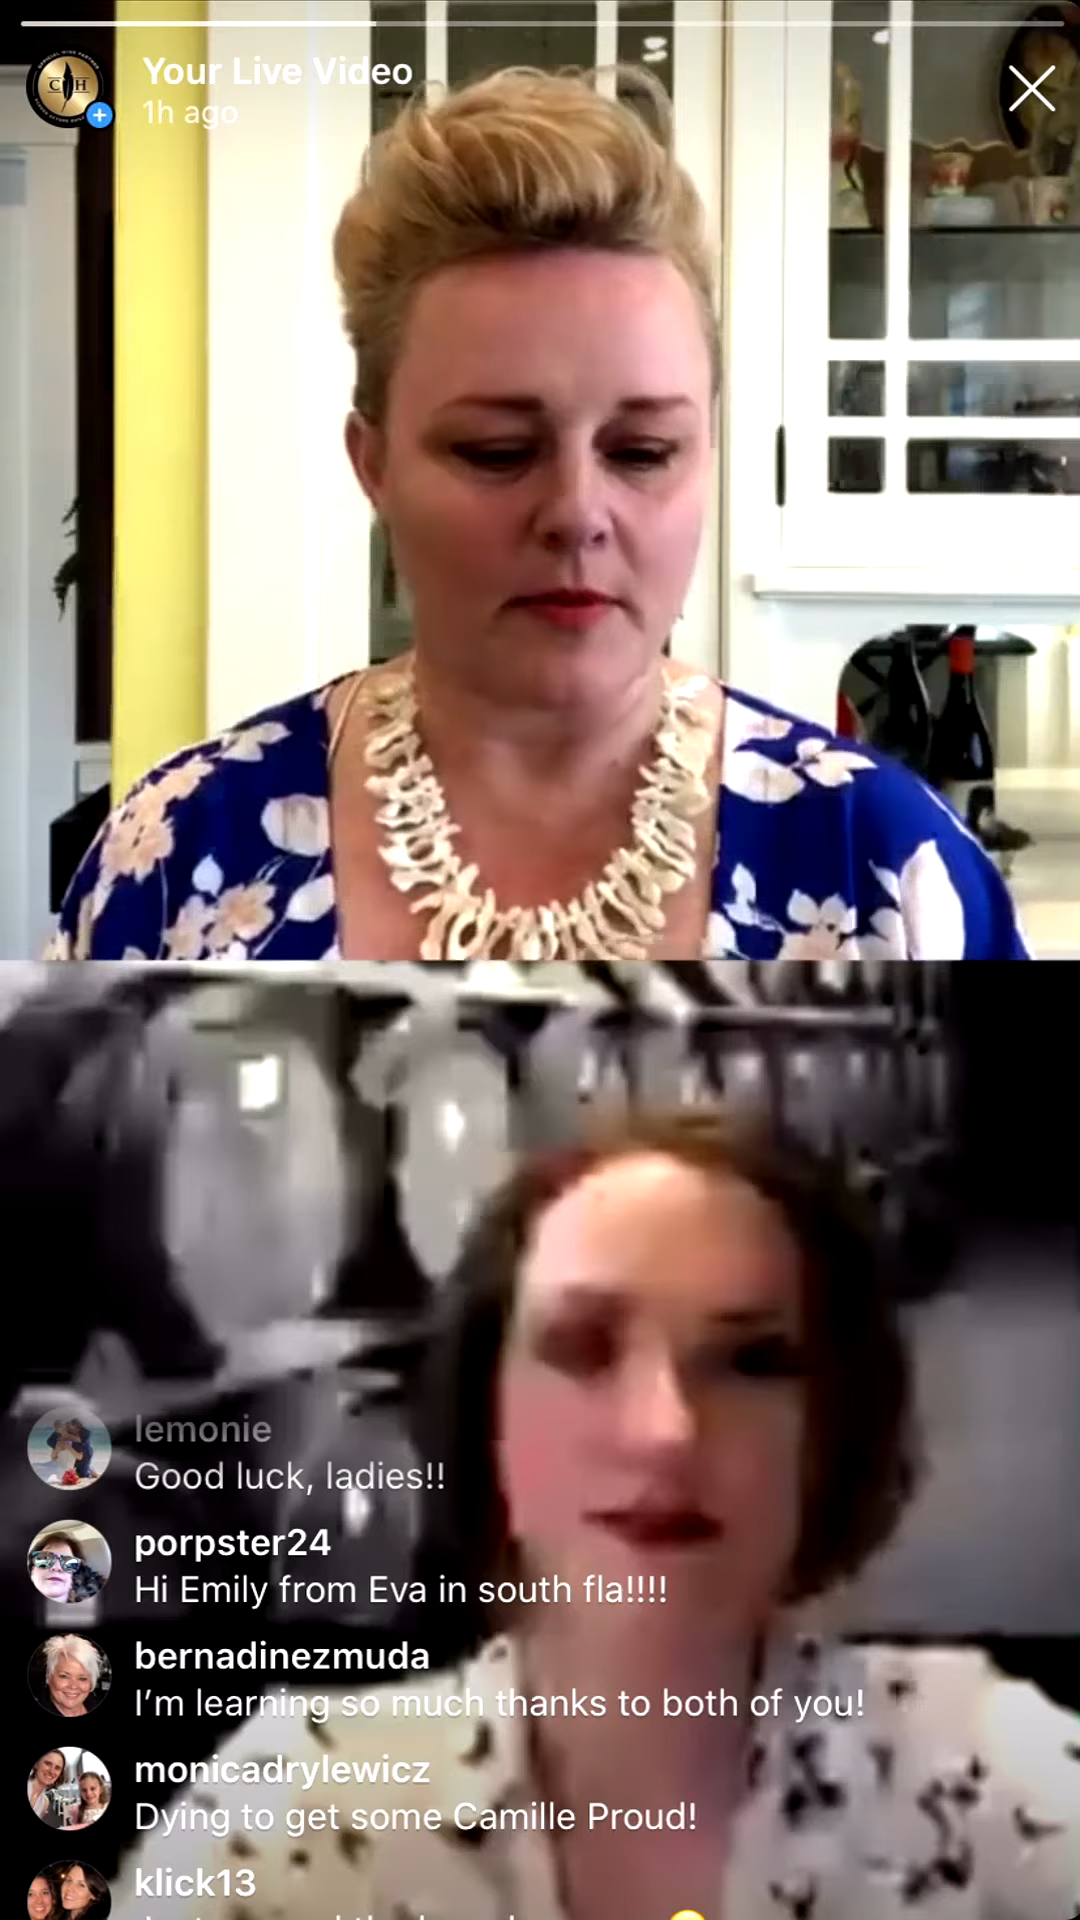 Your Live Video
1h ago
C H
lemonie
Good luck, ladies!!
porpster24
Hi Emily from Eva in south fla!!!!
bernadinezmuda
I'm learning so much thanks to both of you!
monicadrylewicz
Dying to get some Camille Proud!
klick13